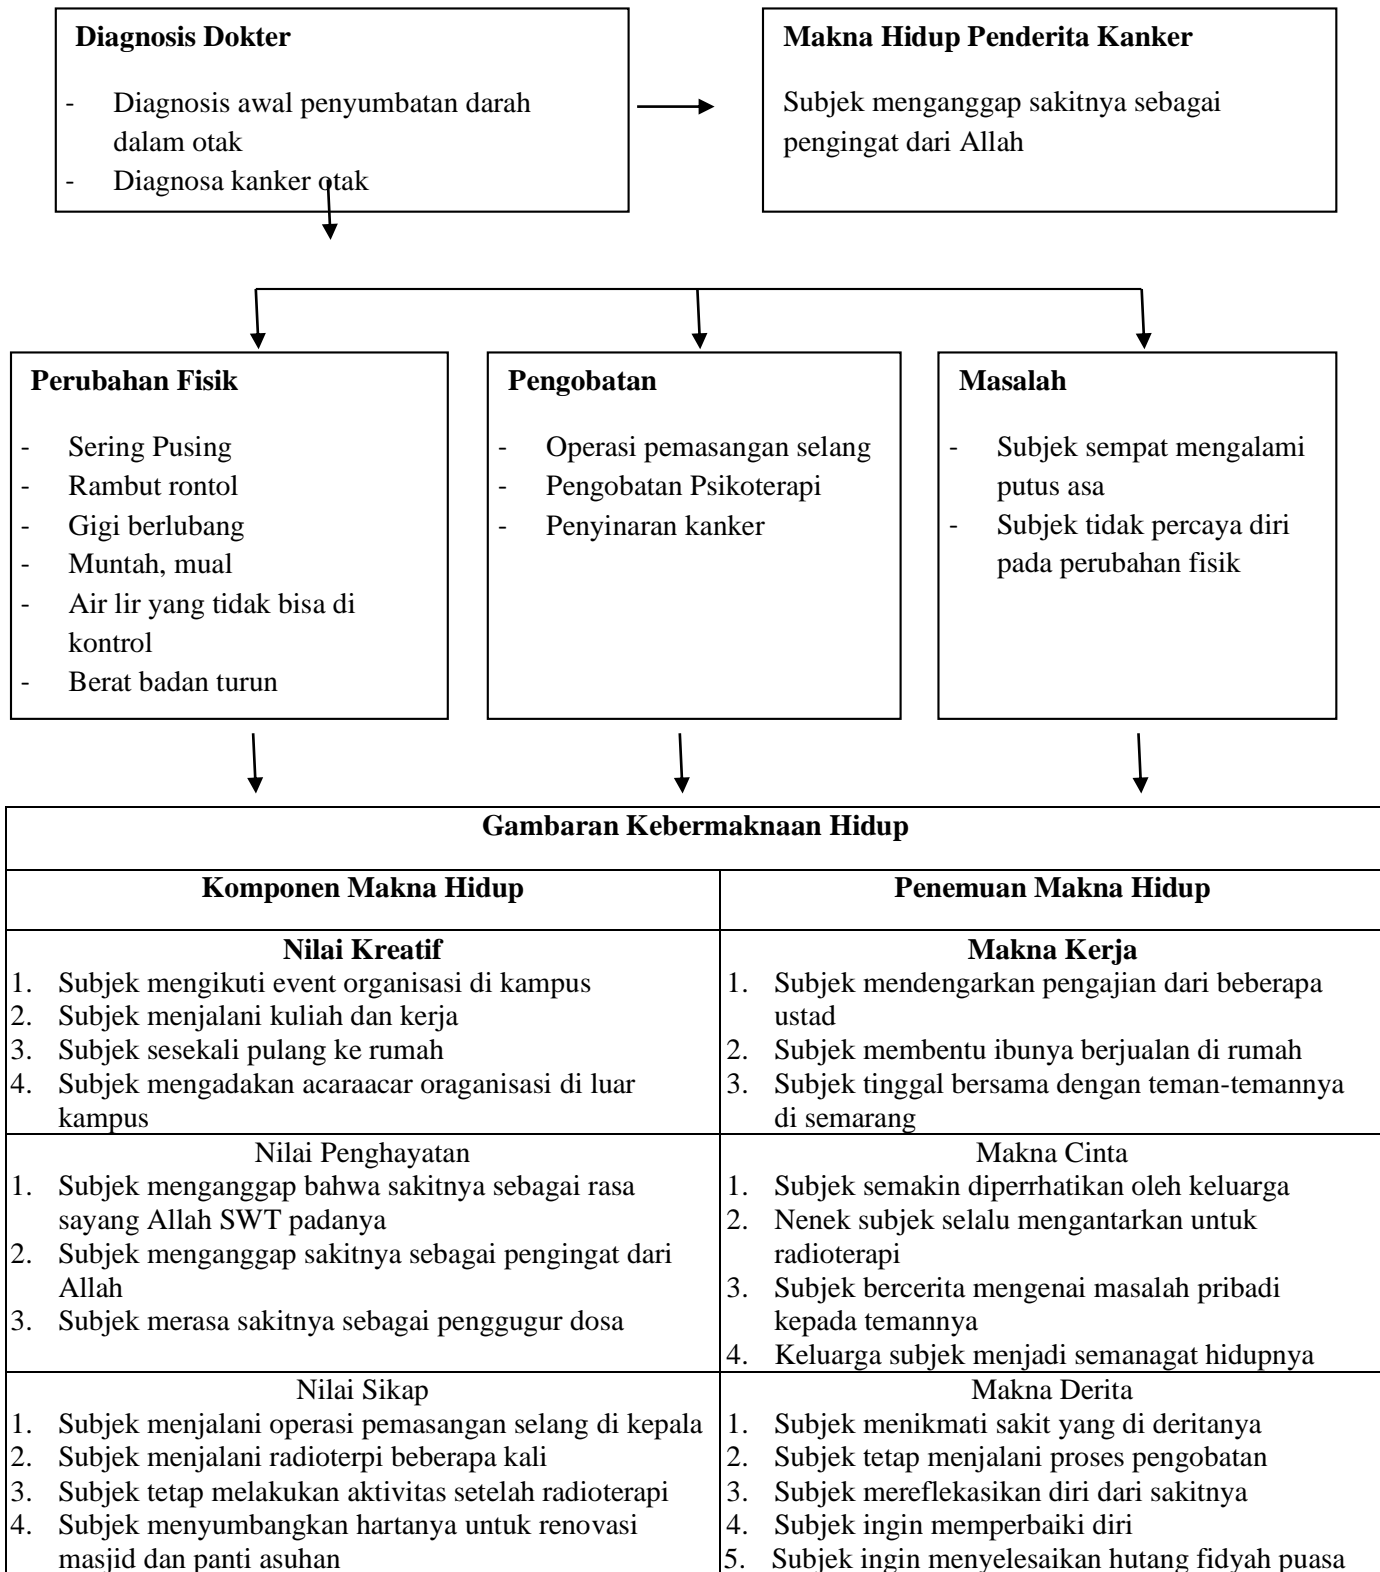 Diagnosis Dokter
- Diagnosis awal penyumbatan darah
dalam otak
- Diagnosa kanker otak
Makna Hidup Penderita Kanker
Subjek menganggap sakitnya sebagai
pengingat dari Allah
Perubahan Fisik
- Sering Pusing
- Rambut rontol
- Gigi berlubang
- Muntah, mual
- Air lir yang tidak bisa di
kontrol
- Berat badan turun
Pengobatan
- Operasi pemasangan selang
- Pengobatan Psikoterapi
- Penyinaran kanker
Masalah
- Subjek sempat mengalami
putus asa
- Subjek tidak percaya diri
pada perubahan fisik
Gambaran Kebermaknaan Hidup
Komponen Makna Hidup
Penemuan Makna Hidup
Nilai Kreatif
1. Subjek mengikuti event organisasi di kampus
2. Subjek menjalani kuliah dan kerja
3. Subjek sesekali pulang ke rumah
4. Subjek mengadakan acaraacar oraganisasi di luar
kampus
Makna Kerja
1. Subjek mendengarkan pengajian dari beberapa
ustad
2. Subjek membentu ibunya berjualan di rumah
3. Subjek tinggal bersama dengan teman-temannya
di semarang
Nilai Penghayatan
1. Subjek menganggap bahwa sakitnya sebagai rasa
sayang Allah SWT padanya
2. Subjek menganggap sakitnya sebagai pengingat dari
Allah
3. Subjek merasa sakitnya sebagai penggugur dosa
Makna Cinta
1. Subjek semakin diperrhatikan oleh keluarga
2. Nenek subjek selalu mengantarkan untuk
radioterapi
3. Subjek bercerita mengenai masalah pribadi
kepada temannya
4. Keluarga subjek menjadi semanagat hidupnya
Nilai Sikap
1. Subjek menjalani operasi pemasangan selang di kepala
2. Subjek menjalani radioterpi beberapa kali
3. Subjek tetap melakukan aktivitas setelah radioterapi
4. Subjek menyumbangkan hartanya untuk renovasi
masjid dan panti asuhan
Makna Derita
1. Subjek menikmati sakit yang di deritanya
2. Subjek tetap menjalani proses pengobatan
3. Subjek mereflekasikan diri dari sakitnya
4. Subjek ingin memperbaiki diri
5. Subjek ingin menyelesaikan hutang fidyah puasa